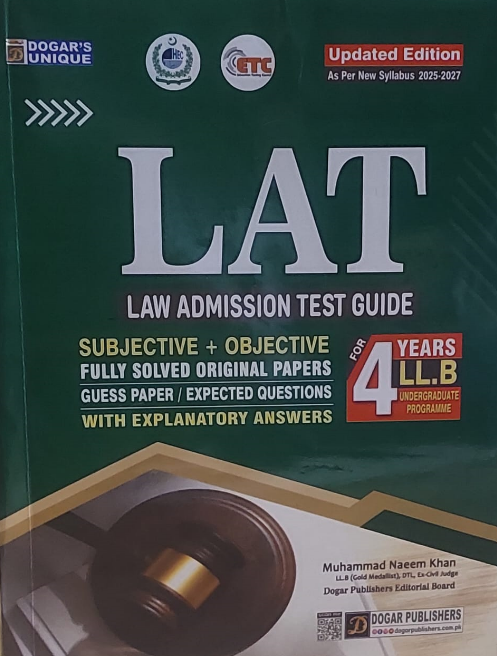 DOGAR'S
UNIQUE
HEC
ETC
Updated Edition
As Per New Syllabus 2025-2027
LAT
LAW ADMISSION TEST GUIDE
SUBJECTIVE + OBJECTIVE
FULLY SOLVED ORIGINAL PAPERS
GUESS PAPER / EXPECTED QUESTIONS
WITH EXPLANATORY ANSWERS
FOR
4
YEARS
LL.B
UNDERGRADUATE
PROGRAMME
Muhammad Naeem Khan
LL.B (Gold Medallist), DTL, Ex-Civil Judge
Dogar Publishers Editorial Board
DOGAR PUBLISHERS
dogarpublishers.com.pk